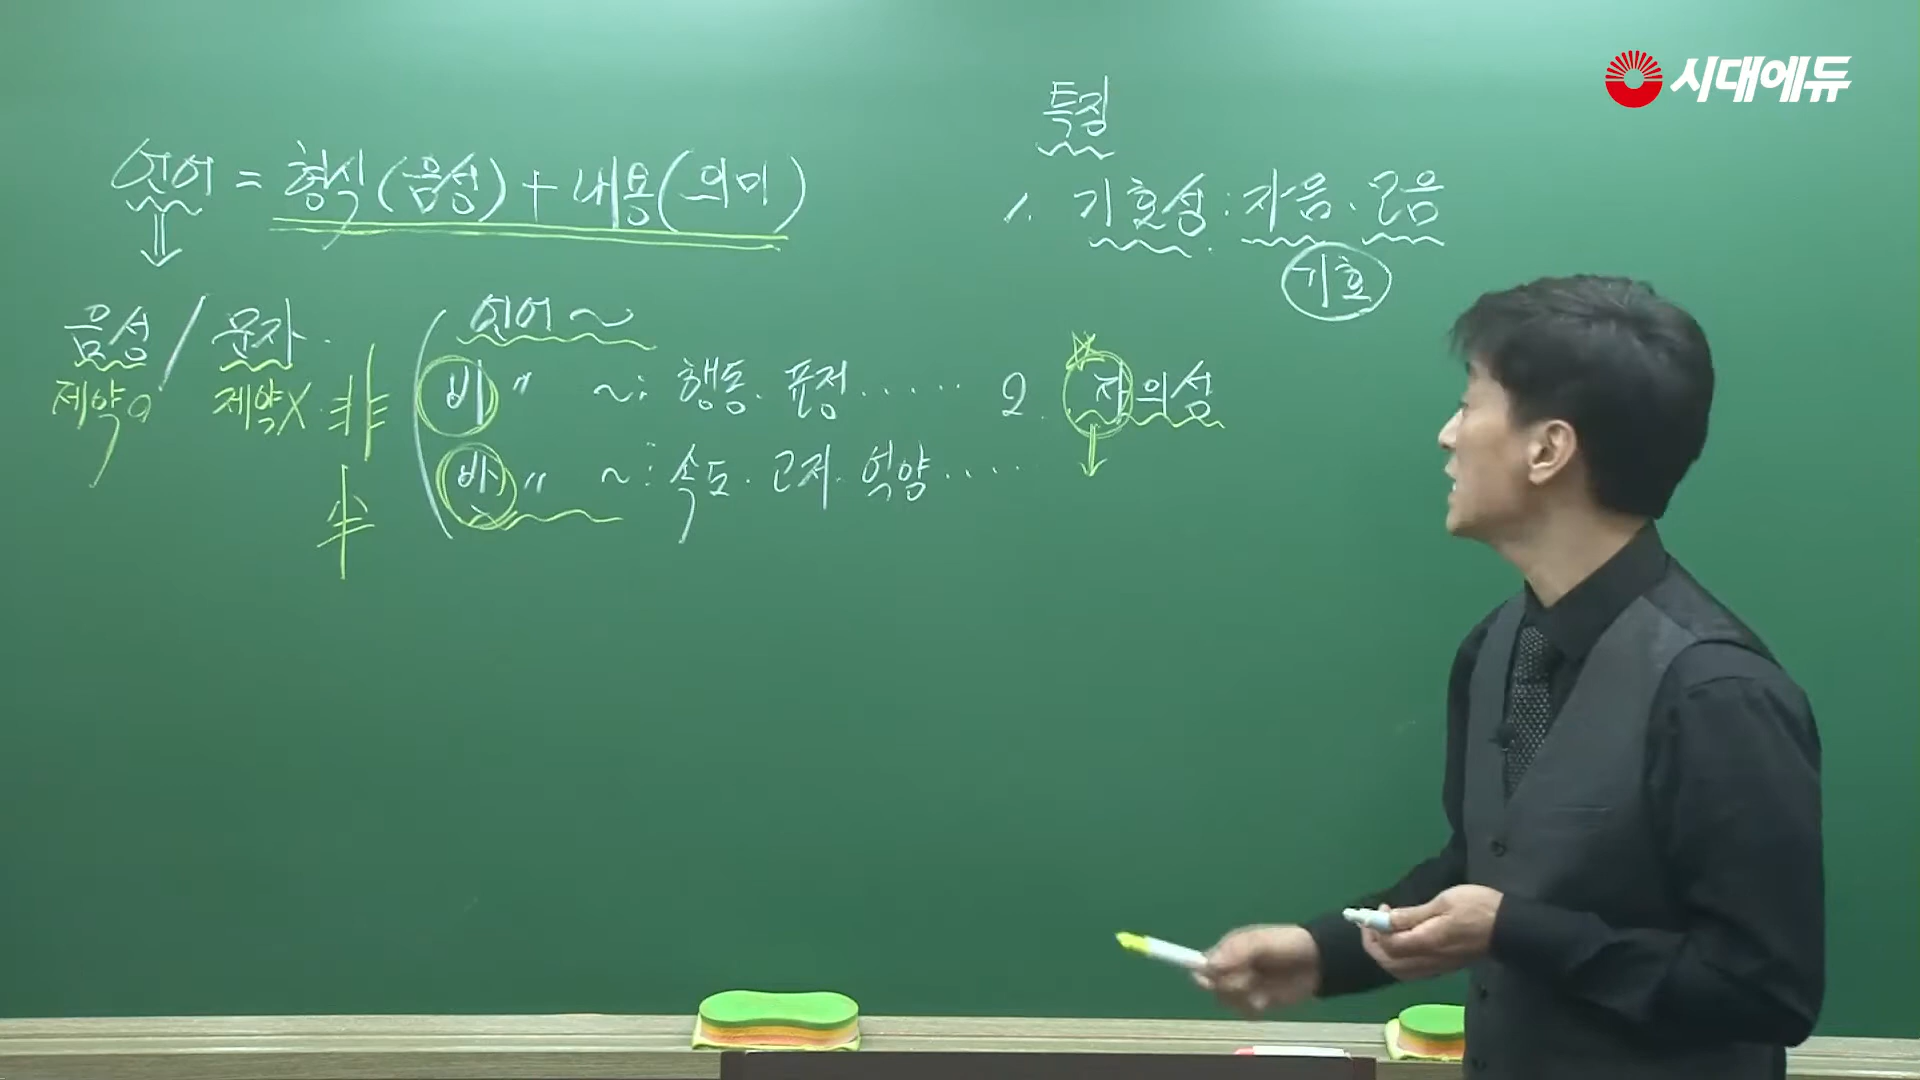 시대에듀
언어 = 형식(음성) + 내용(의미)
음성 / 문자
제약o 제약X
非
半
언어 ~
비 〃 ~ : 행동. 표정......
반 〃 ~ : 속도. 고저. 억양.....
특징
1. 기호성 : 자음. 모음
기호
2. 자의성